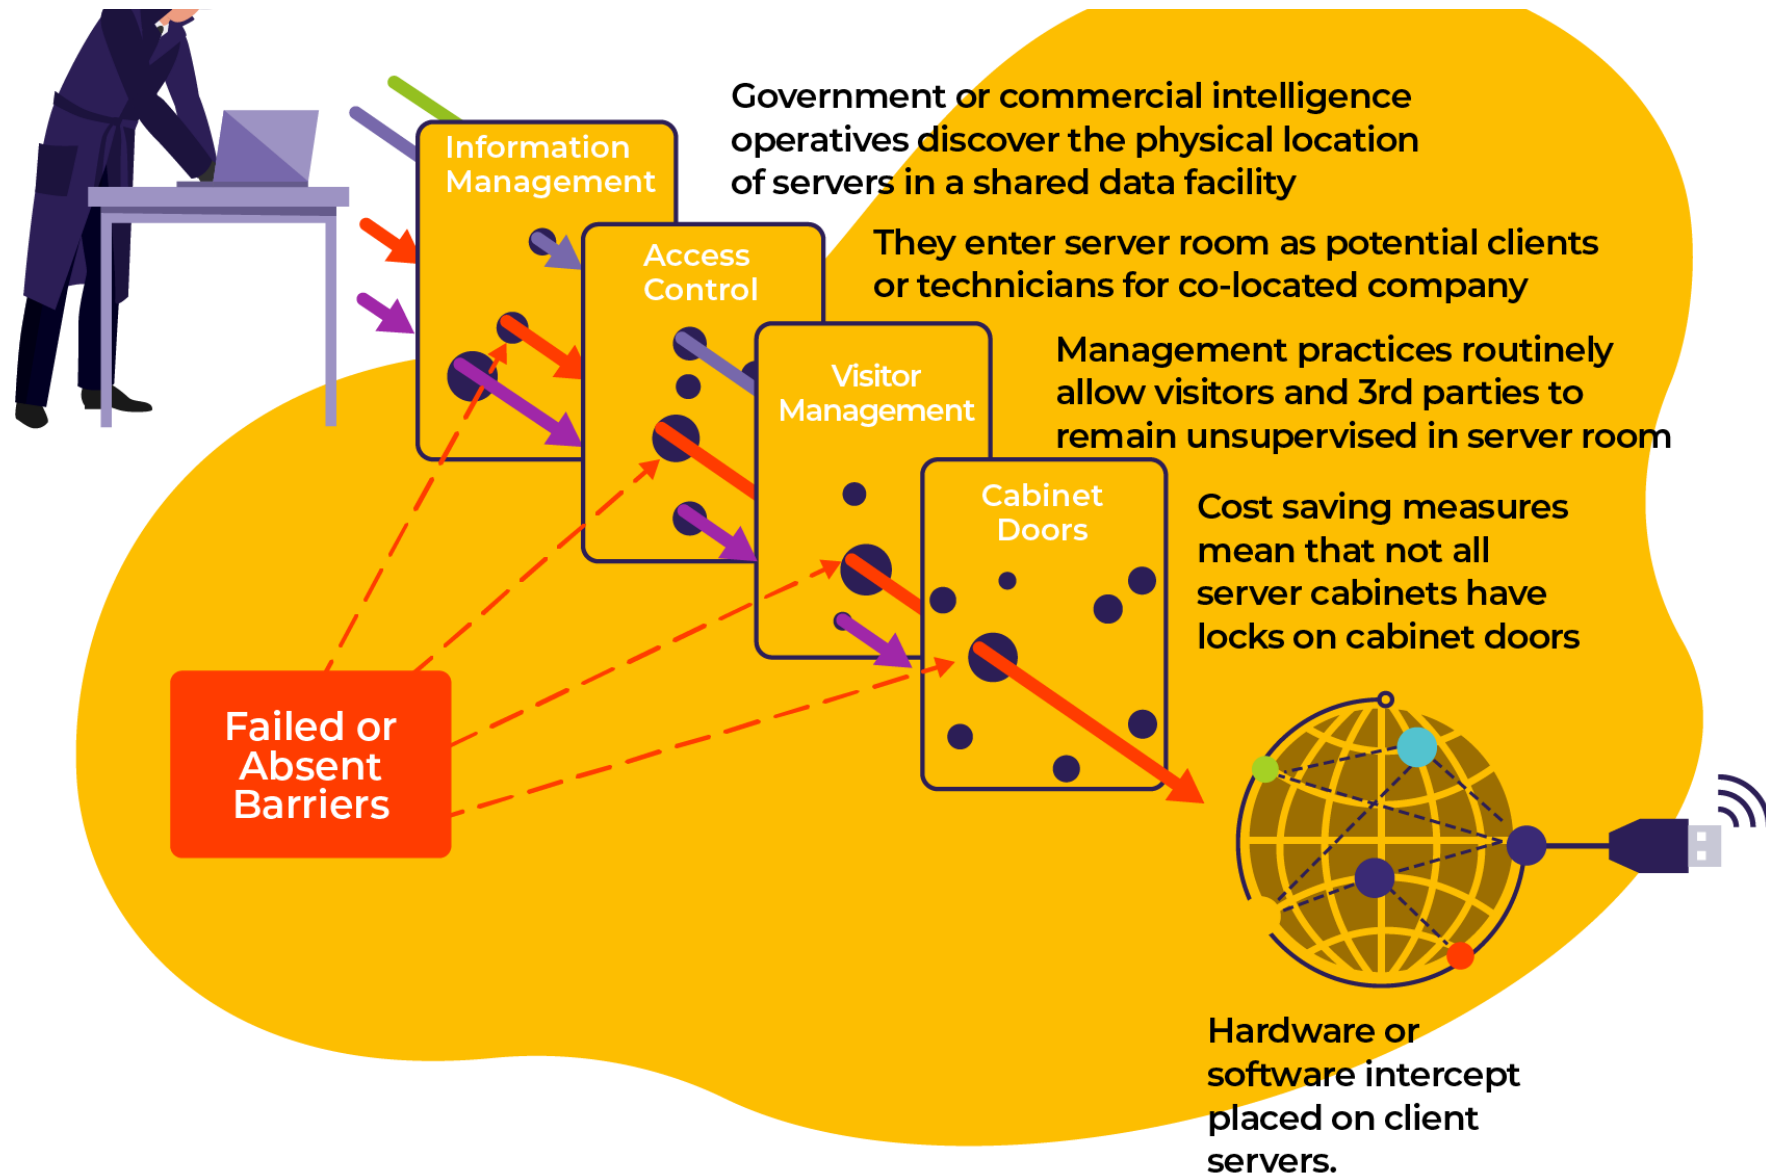 Information
Management
Government or commercial intelligence
operatives discover the physical location
of servers in a shared data facility
Access
Control
They enter server room as potential clients
or technicians for co-located company
Visitor
Management
Management practices routinely
allow visitors and 3rd parties to
remain unsupervised in server room
Cabinet
Doors
Cost saving measures
mean that not all
server cabinets have
locks on cabinet doors
Failed or
Absent
Barriers
Hardware or
software intercept
placed on client
servers.